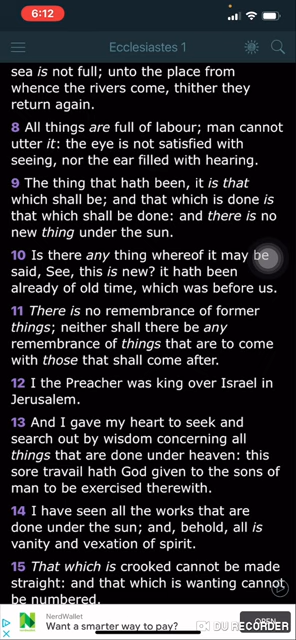 6:12
Ecclesiastes 1
sea is not full; unto the place from
whence the rivers come, thither they
return again.
8 All things are full of labour; man cannot
utter it: the eye is not satisfied with
seeing, nor the ear filled with hearing.
9 The thing that hath been, it is that
which shall be; and that which is done is
that which shall be done: and there is no
new thing under the sun.
10 Is there any thing whereof it may be
said, See, this is new? it hath been
already of old time, which was before us.
11 There is no remembrance of former
things; neither shall there be any
remembrance of things that are to come
with those that shall come after.
12 I the Preacher was king over Israel in
Jerusalem.
13 And I gave my heart to seek and
search out by wisdom concerning all
things that are done under heaven: this
sore travail hath God given to the sons of
man to be exercised therewith.
14 I have seen all the works that are
done under the sun; and, behold, all is
vanity and vexation of spirit.
15 That which is crooked cannot be made
straight: and that which is wanting cannot
be numbered.
NerdWallet
Want a smarter way to pay?
OPEN
DU RECORDER